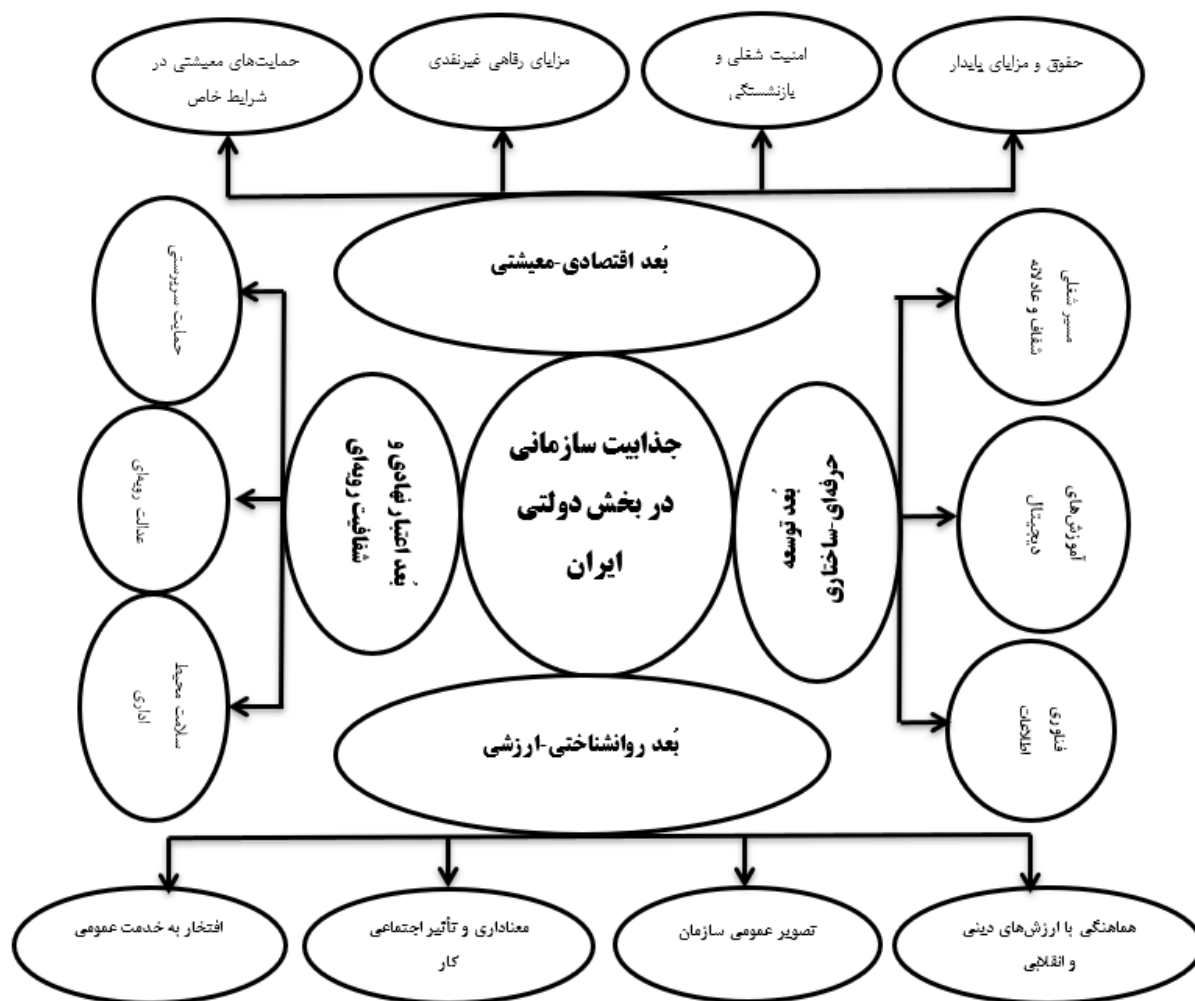 حقوق و مزایای پایدار
امنیت شغلی و
بازنشستگی
مزایای رفاهی غیرنقدی
حمایت‌های معیشتی در
شرایط خاص
بُعد اقتصادی-معیشتی
مسیر شغلی
شفاف و عادلانه
آموزش‌های
دیجیتال
فناوری
اطلاعات
بُعد توسعه
حرفه‌ای-ساختاری
جذابیت سازمانی
در بخش دولتی
ایران
بُعد اعتبار نهادی و
شفافیت رویه‌ای
حمایت سرپرستی
عدالت رویه‌ای
سلامت محیط
اداری
بُعد روانشناختی-ارزشی
هماهنگی با ارزش‌های دینی
و انقلابی
تصویر عمومی سازمان
معناداری و تأثیر اجتماعی
کار
افتخار به خدمت عمومی